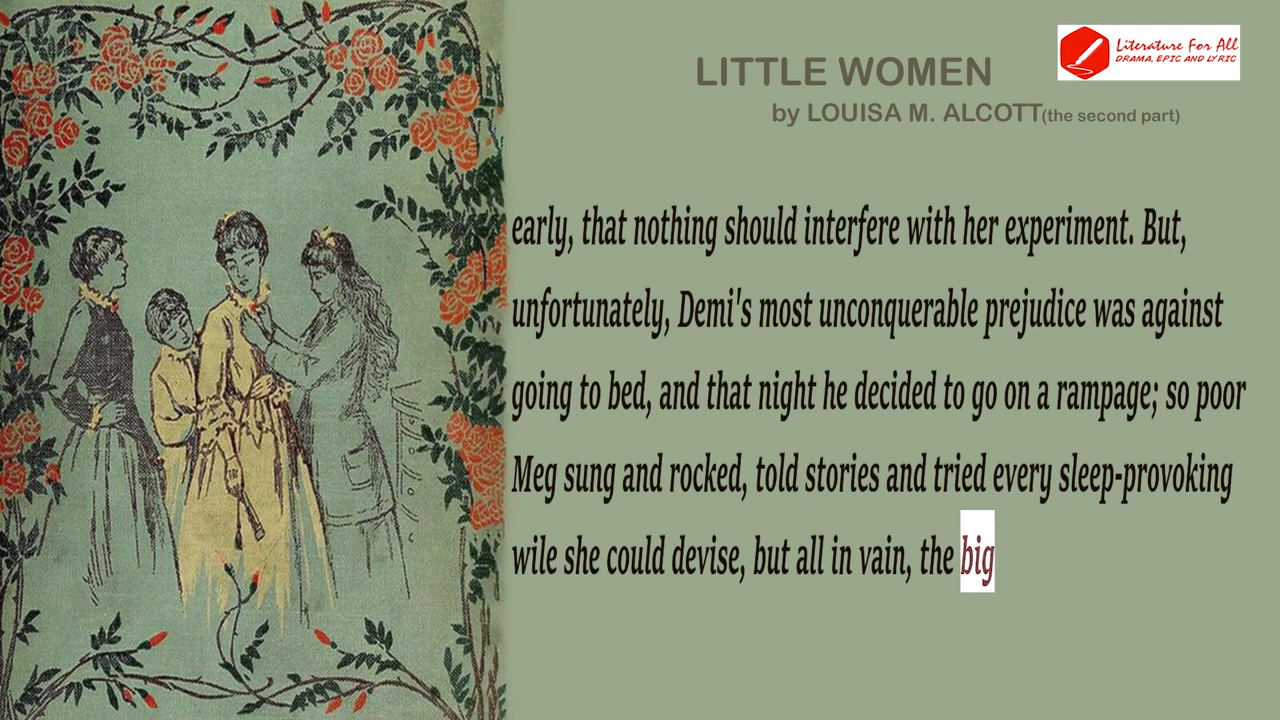 LITTLE WOMEN
by LOUISA M. ALCOTT(the second part)
Literature For All
DRAMA, EPIC AND LYRIC
early, that nothing should interfere with her experiment. But,
unfortunately, Demi's most unconquerable prejudice was against
going to bed, and that night he decided to go on a rampage; so poor
Meg sung and rocked, told stories and tried every sleep-provoking
wile she could devise, but all in vain, the big